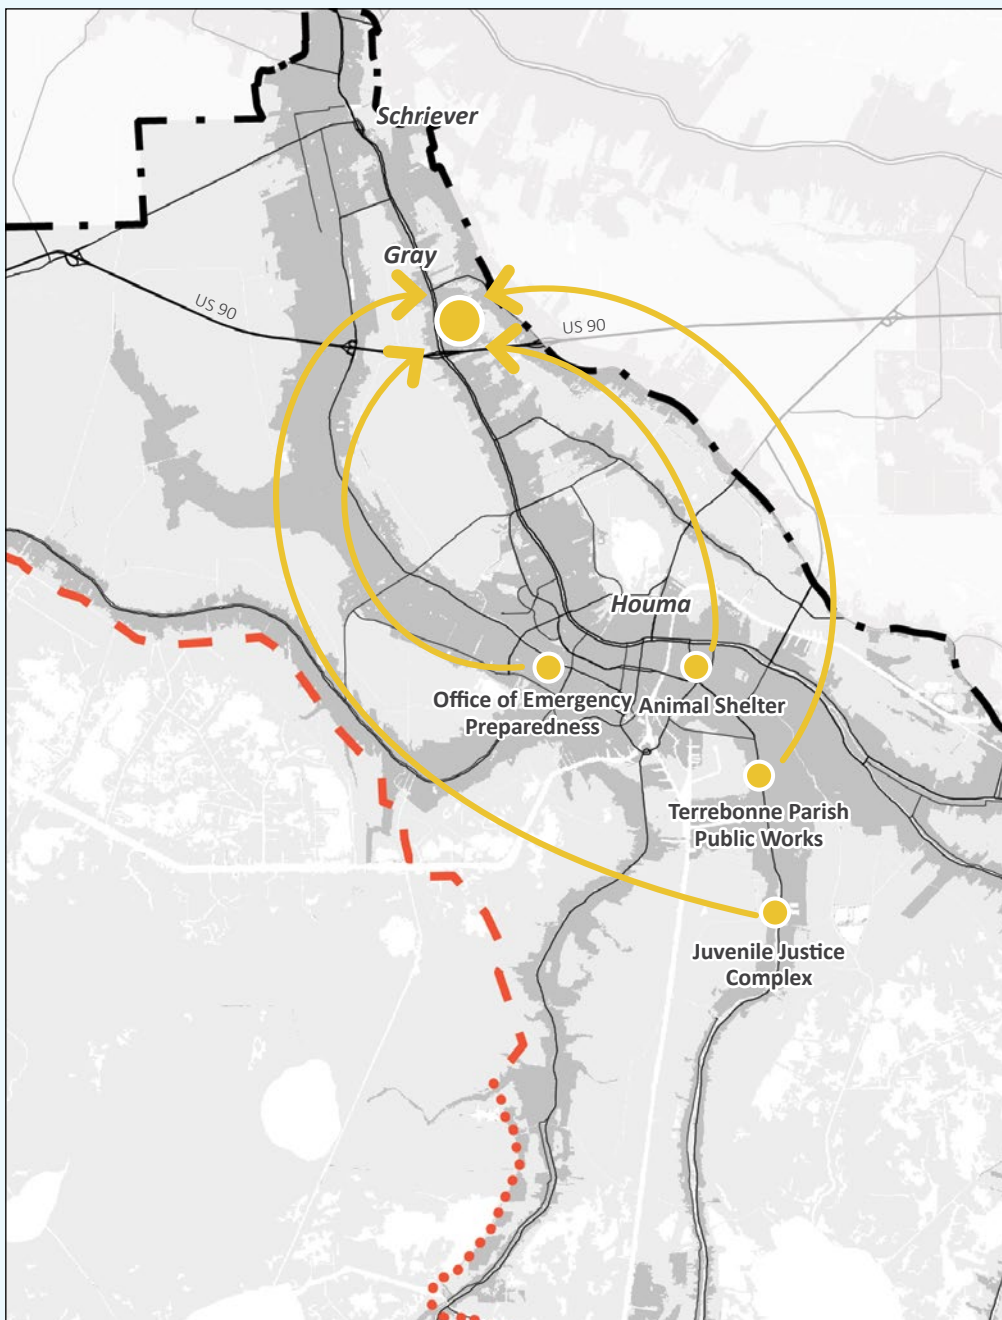 Schriever
Gray
US 90
US 90
Houma
Office of Emergency
Preparedness
Animal Shelter
Terrebonne Parish
Public Works
Juvenile Justice
Complex